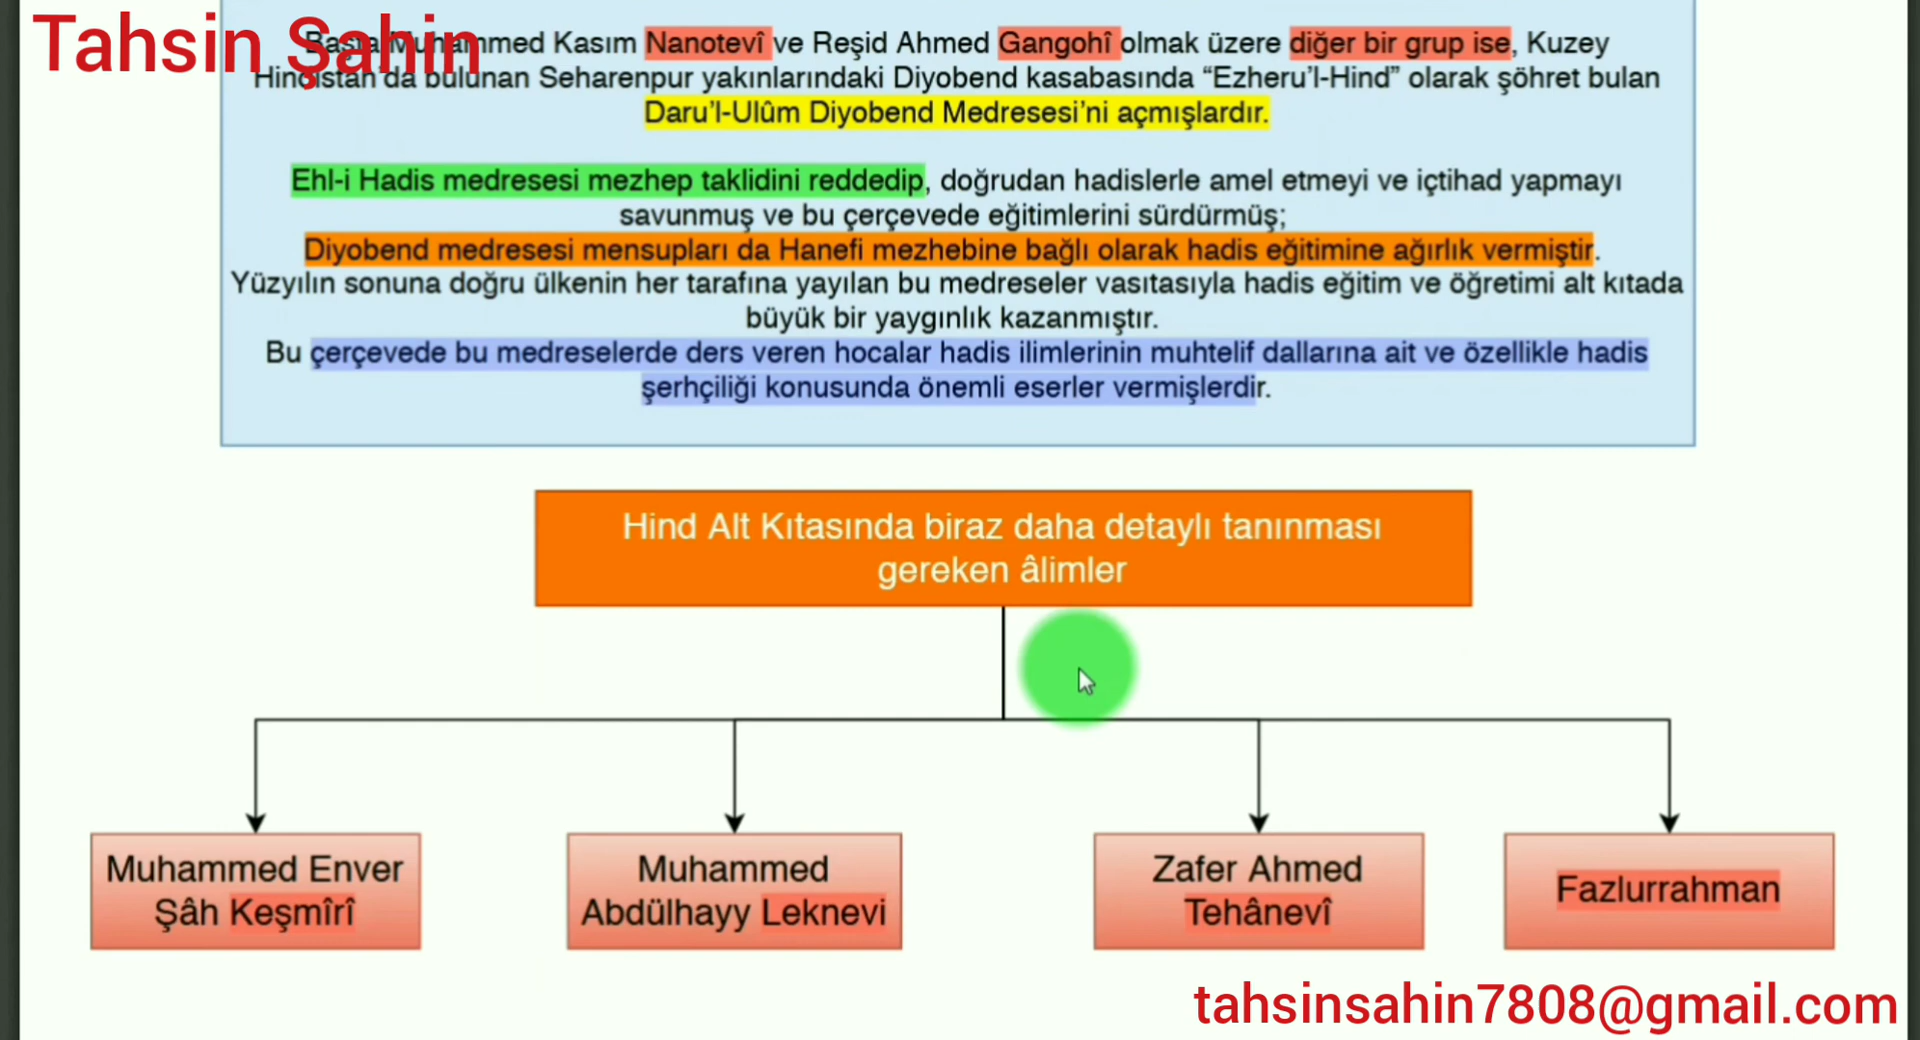 Tahsin Şahin
Başta Muhammed Kasım Nanotevî ve Reşid Ahmed Gangohî olmak üzere diğer bir grup ise, Kuzey
Hindistan’da bulunan Seharenpur yakınlarındaki Diyobend kasabasında “Ezheru’l-Hind” olarak şöhret bulan
Daru’l-Ulûm Diyobend Medresesi’ni açmışlardır.
Ehl-i Hadis medresesi mezhep taklidini reddedip, doğrudan hadislerle amel etmeyi ve içtihad yapmayı
savunmuş ve bu çerçevede eğitimlerini sürdürmüş;
Diyobend medresesi mensupları da Hanefi mezhebine bağlı olarak hadis eğitimine ağırlık vermiştir.
Yüzyılın sonuna doğru ülkenin her tarafına yayılan bu medreseler vasıtasıyla hadis eğitim ve öğretimi alt kıtada
büyük bir yaygınlık kazanmıştır.
Bu çerçevede bu medreselerde ders veren hocalar hadis ilimlerinin muhtelif dallarına ait ve özellikle hadis
şerhçiliği konusunda önemli eserler vermişlerdir.
Hind Alt Kıtasında biraz daha detaylı tanınması
gereken âlimler
Muhammed Enver
Şâh Keşmîrî
Muhammed
Abdülhayy Leknevi
Zafer Ahmed
Tehânevî
Fazlurrahman
tahsinsahin7808@gmail.com